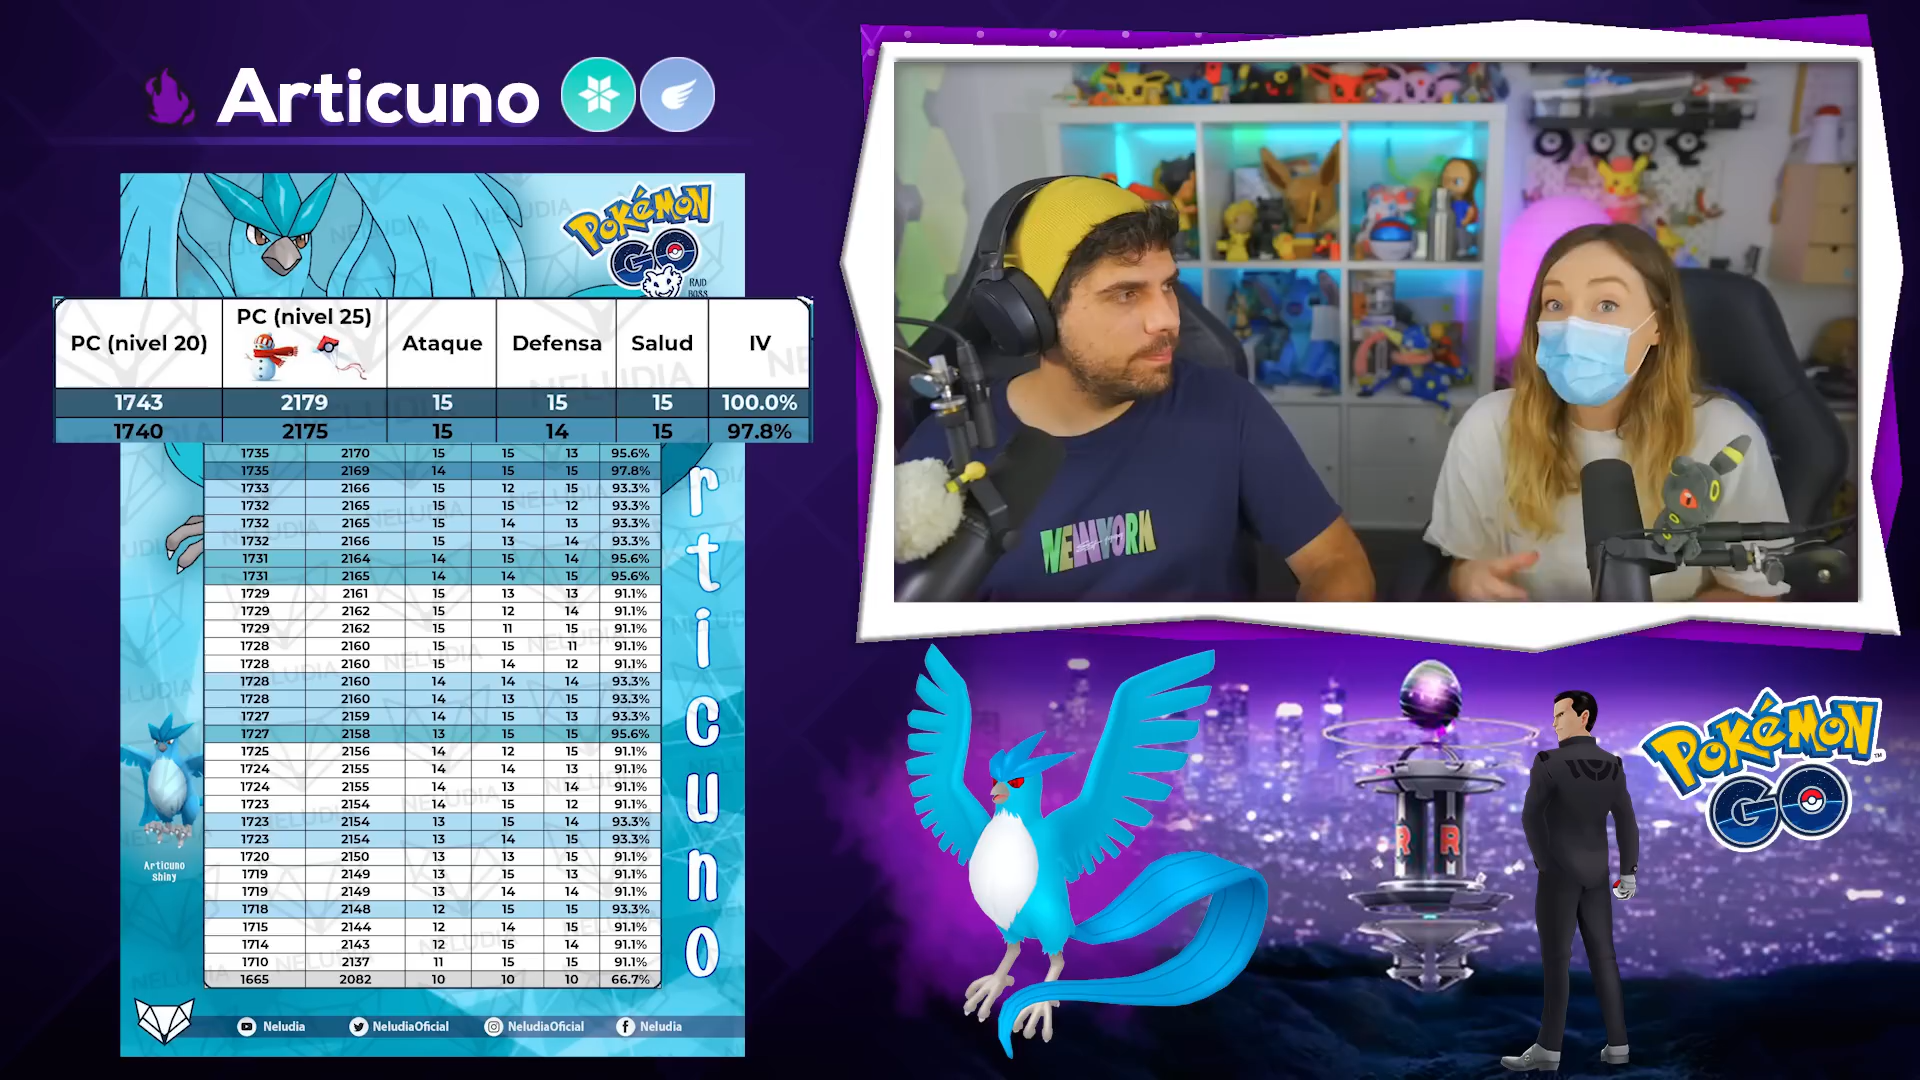 Articuno
POKÉMON
GO
RAID
BOSS
PC (nivel 20) PC (nivel 25) Ataque Defensa Salud IV
1743 2179 15 15 15 100.0%
1740 2175 15 14 15 97.8%
1735 2170 15 15 13 95.6%
1735 2169 14 15 15 97.8%
1733 2166 15 12 15 93.3%
1732 2165 15 15 12 93.3%
1732 2165 15 14 13 93.3%
1732 2166 15 13 14 93.3%
1731 2164 14 15 14 95.6%
1731 2165 14 14 15 95.6%
1729 2161 15 13 13 91.1%
1729 2162 15 12 14 91.1%
1729 2162 15 11 15 91.1%
1728 2160 15 15 11 91.1%
1728 2160 15 14 12 91.1%
1728 2160 14 14 14 93.3%
1728 2160 14 13 15 93.3%
1727 2159 14 15 13 93.3%
1727 2158 13 15 15 95.6%
1725 2156 14 12 15 91.1%
1724 2155 14 14 13 91.1%
1724 2155 14 13 14 91.1%
1723 2154 14 15 12 91.1%
1723 2154 13 15 14 93.3%
1723 2154 13 14 15 93.3%
1720 2150 13 13 15 91.1%
1719 2149 13 15 13 91.1%
1719 2149 13 14 14 91.1%
1718 2148 12 15 15 93.3%
1715 2144 12 14 15 91.1%
1714 2143 12 15 14 91.1%
1710 2137 11 15 15 91.1%
1665 2082 10 10 10 66.7%
rticuno
Articuno
shiny
NELUDIA
Neludia NeludiaOficial NeludiaOficial Neludia
NEWYORK
R R
POKÉMON
GO